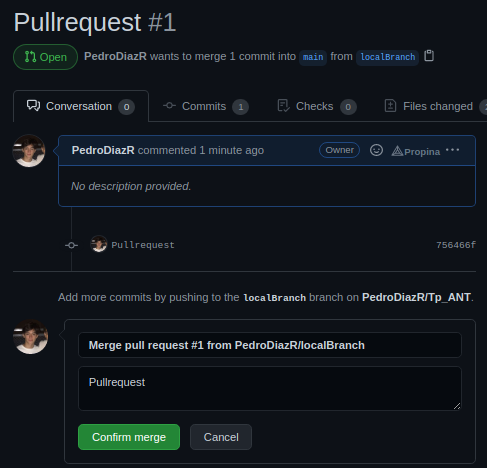 Pullrequest #1
Open PedroDiazR wants to merge 1 commit into main from localBranch
Conversation 0 Commits 1 Checks 0 Files changed
PedroDiazR commented 1 minute ago Owner Propina ...
No description provided.
Pullrequest 756466f
Add more commits by pushing to the localBranch branch on PedroDiazR/Tp_ANT.
Merge pull request #1 from PedroDiazR/localBranch
Pullrequest
Confirm merge Cancel